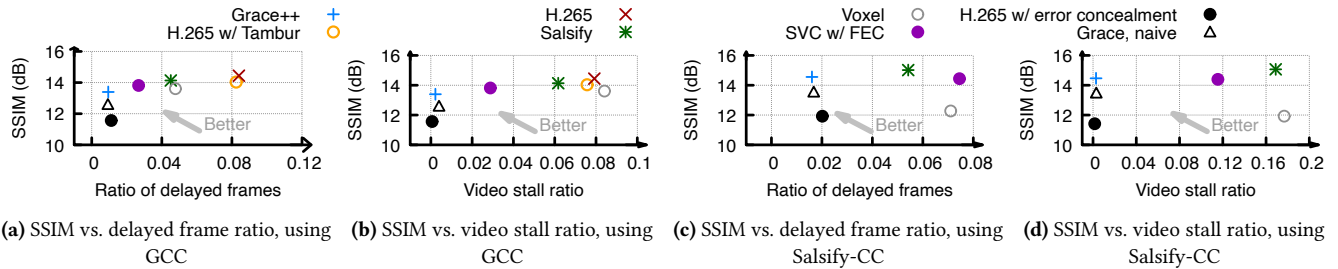 Grace++
H.265 w/ Tambur
H.265
Salsify
Voxel
SVC w/ FEC
H.265 w/ error concealment
Grace, naive
SSIM (dB)
16
14
12
10
Better
0 0.04 0.08 0.12
Ratio of delayed frames
(a) SSIM vs. delayed frame ratio, using
GCC
SSIM (dB)
16
14
12
10
Better
0 0.02 0.04 0.06 0.08 0.1
Video stall ratio
(b) SSIM vs. video stall ratio, using
GCC
SSIM (dB)
16
14
12
10
Better
0 0.02 0.04 0.06 0.08
Ratio of delayed frames
(c) SSIM vs. delayed frame ratio, using
Salsify-CC
SSIM (dB)
16
14
12
10
Better
0 0.04 0.08 0.12 0.16 0.2
Video stall ratio
(d) SSIM vs. video stall ratio, using
Salsify-CC